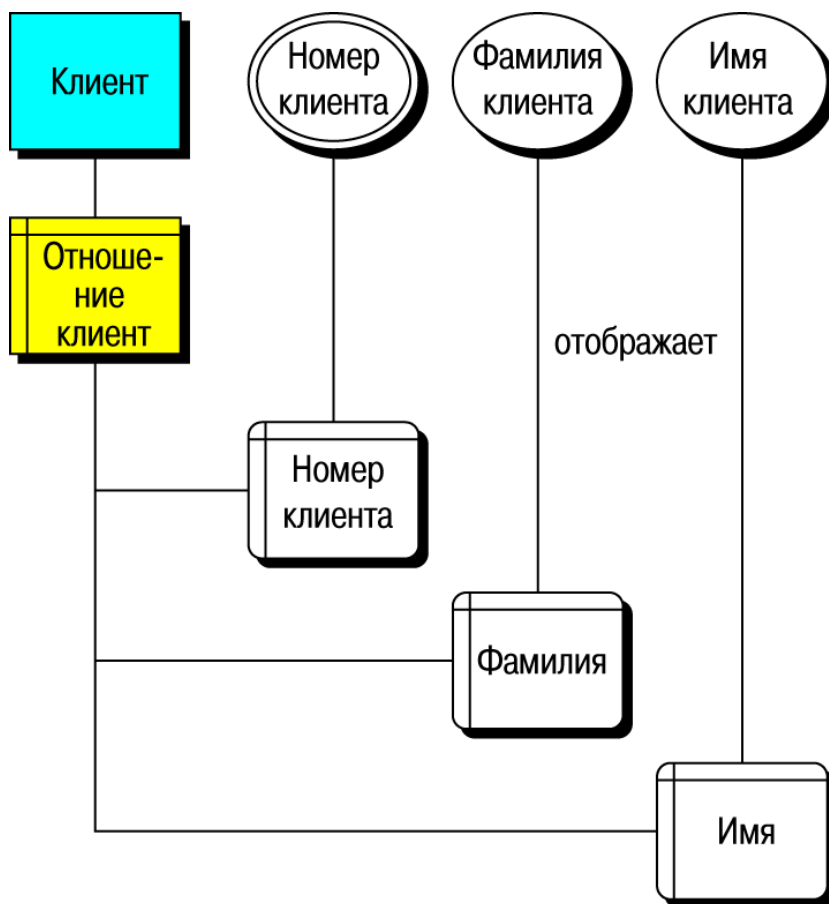 Клиент
Номер
клиента
Фамилия
клиента
Имя
клиента
Отноше-
ние
клиент
отображает
Номер
клиента
Фамилия
Имя